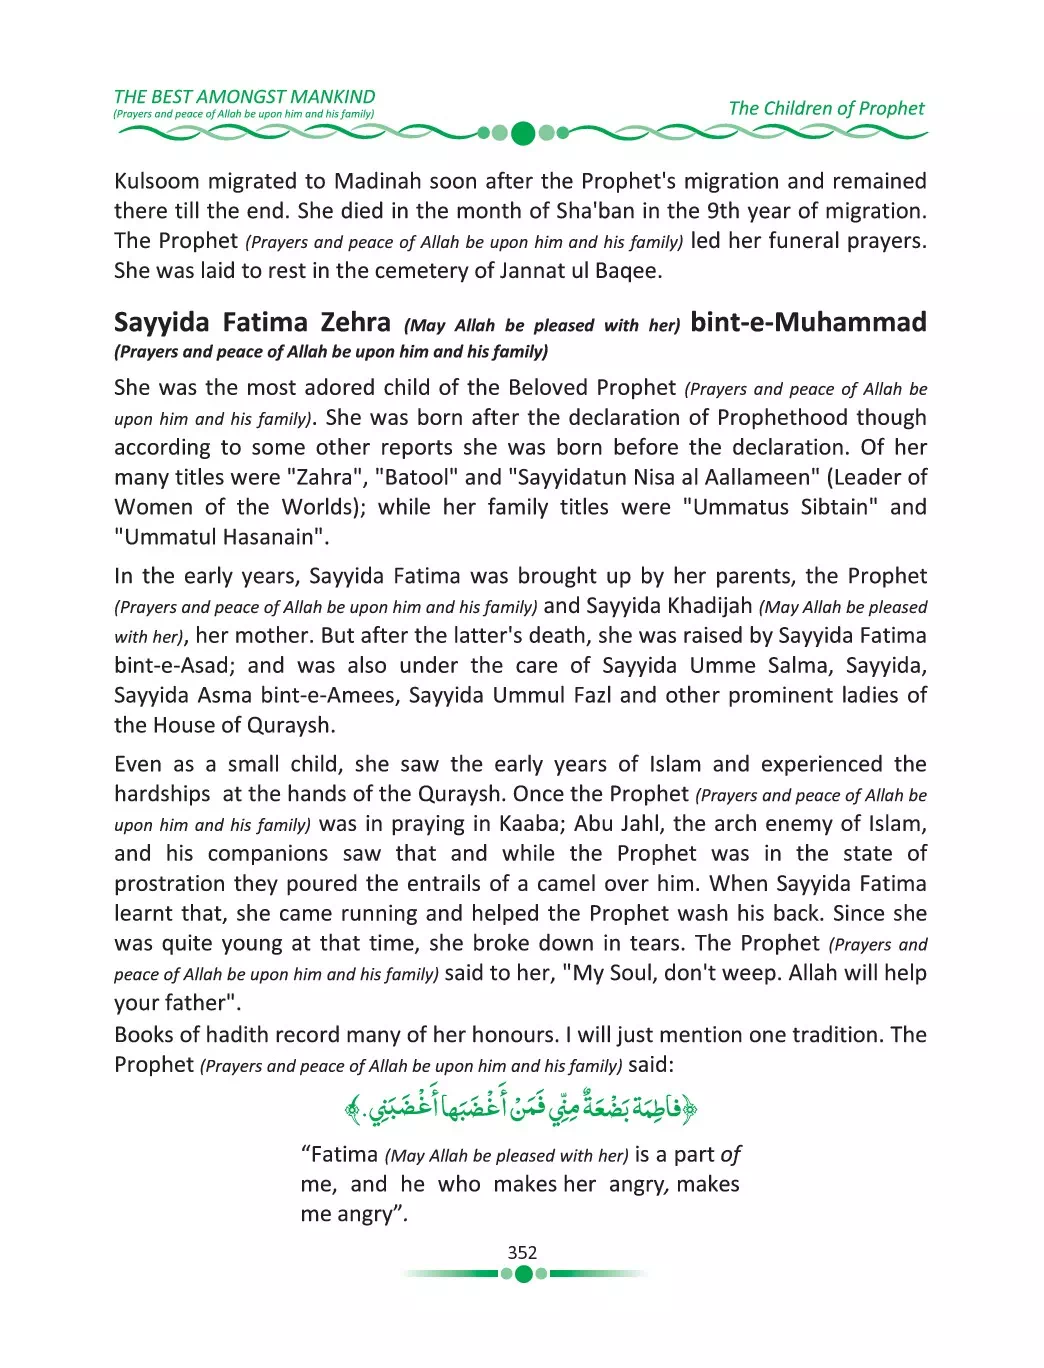 THE BEST AMONGST MANKIND
(Prayers and peace of Allah be upon him and his family)
The Children of Prophet
Kulsoom migrated to Madinah soon after the Prophet's migration and remained
there till the end. She died in the month of Sha'ban in the 9th year of migration.
The Prophet (Prayers and peace of Allah be upon him and his family) led her funeral prayers.
She was laid to rest in the cemetery of Jannat ul Baqee.
Sayyida Fatima Zehra (May Allah be pleased with her) bint-e-Muhammad
(Prayers and peace of Allah be upon him and his family)
She was the most adored child of the Beloved Prophet (Prayers and peace of Allah be
upon him and his family). She was born after the declaration of Prophethood though
according to some other reports she was born before the declaration. Of her
many titles were "Zahra", "Batool" and "Sayyidatun Nisa al Aallameen" (Leader of
Women of the Worlds); while her family titles were "Ummatus Sibtain" and
"Ummatul Hasanain".
In the early years, Sayyida Fatima was brought up by her parents, the Prophet
(Prayers and peace of Allah be upon him and his family) and Sayyida Khadijah (May Allah be pleased
with her), her mother. But after the latter's death, she was raised by Sayyida Fatima
bint-e-Asad; and was also under the care of Sayyida Umme Salma, Sayyida,
Sayyida Asma bint-e-Amees, Sayyida Ummul Fazl and other prominent ladies of
the House of Quraysh.
Even as a small child, she saw the early years of Islam and experienced the
hardships at the hands of the Quraysh. Once the Prophet (Prayers and peace of Allah be
upon him and his family) was in praying in Kaaba; Abu Jahl, the arch enemy of Islam,
and his companions saw that and while the Prophet was in the state of
prostration they poured the entrails of a camel over him. When Sayyida Fatima
learnt that, she came running and helped the Prophet wash his back. Since she
was quite young at that time, she broke down in tears. The Prophet (Prayers and
peace of Allah be upon him and his family) said to her, "My Soul, don't weep. Allah will help
your father".
Books of hadith record many of her honours. I will just mention one tradition. The
Prophet (Prayers and peace of Allah be upon him and his family) said:
﴿فاطِمَة بَضْعَةٌ مِنِّي فَمَنْ أَغْضَبَها أَغْضَبَنِي.﴾
“Fatima (May Allah be pleased with her) is a part of
me, and he who makes her angry, makes
me angry”.
352